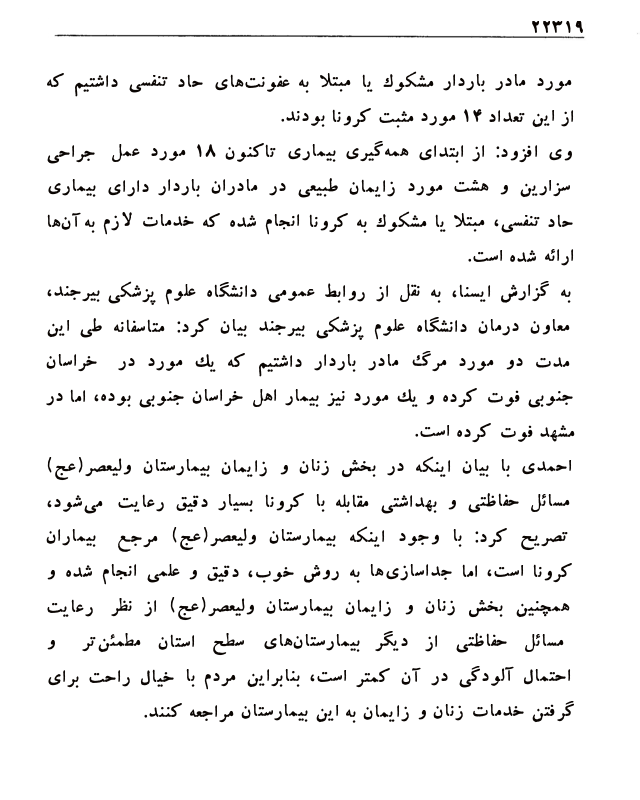 ۲۲۳۱۹
مورد مادر باردار مشکوک یا مبتلا به عفونت‌های حاد تنفسی داشتیم که
از این تعداد ۱۴ مورد مثبت کرونا بودند.
وی افزود: از ابتدای همه‌گیری بیماری تاکنون ۱۸ مورد عمل جراحی
سزارین و هشت مورد زایمان طبیعی در مادران باردار دارای بیماری
حاد تنفسی، مبتلا یا مشکوک به کرونا انجام شده که خدمات لازم به آن‌ها
ارائه شده است.
به گزارش ایسنا، به نقل از روابط عمومی دانشگاه علوم پزشکی بیرجند،
معاون درمان دانشگاه علوم پزشکی بیرجند بیان کرد: متاسفانه طی این
مدت دو مورد مرگ مادر باردار داشتیم که یک مورد در خراسان
جنوبی فوت کرده و یک مورد نیز بیمار اهل خراسان جنوبی بوده، اما در
مشهد فوت کرده است.
احمدی با بیان اینکه در بخش زنان و زایمان بیمارستان ولیعصر(عج)
مسائل حفاظتی و بهداشتی مقابله با کرونا بسیار دقیق رعایت می‌شود،
تصریح کرد: با وجود اینکه بیمارستان ولیعصر(عج) مرجع بیماران
کرونا است، اما جداسازی‌ها به روش خوب، دقیق و علمی انجام شده و
همچنین بخش زنان و زایمان بیمارستان ولیعصر(عج) از نظر رعایت
مسائل حفاظتی از دیگر بیمارستان‌های سطح استان مطمئن‌تر و
احتمال آلودگی در آن کمتر است، بنابراین مردم با خیال راحت برای
گرفتن خدمات زنان و زایمان به این بیمارستان مراجعه کنند.